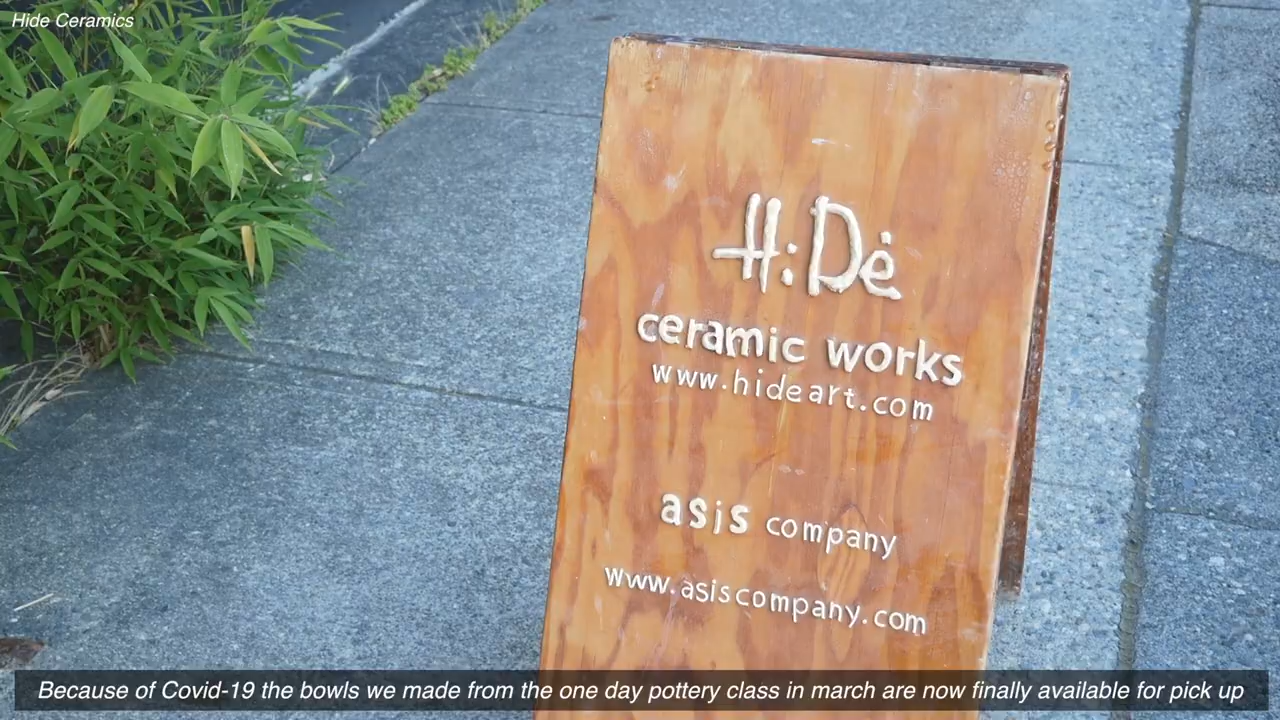 Hide Ceramics
H:Dė
ceramic works
www.hideart.com
asis company
www.asiscompany.com
Because of Covid-19 the bowls we made from the one day pottery class in march are now finally available for pick up